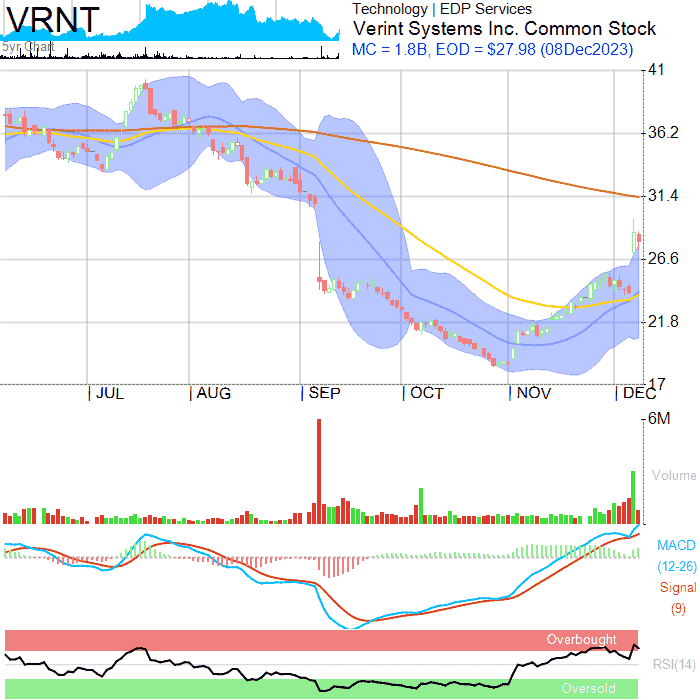 VRNT
5yr Chart
Technology | EDP Services
Verint Systems Inc. Common Stock
MC = 1.8B, EOD = $27.98 (08Dec2023)
41
36.2
31.4
26.6
21.8
17
JUL AUG SEP OCT NOV DEC
6M
Volume
MACD
(12-26)
Signal
(9)
Overbought
RSI(14)
Oversold